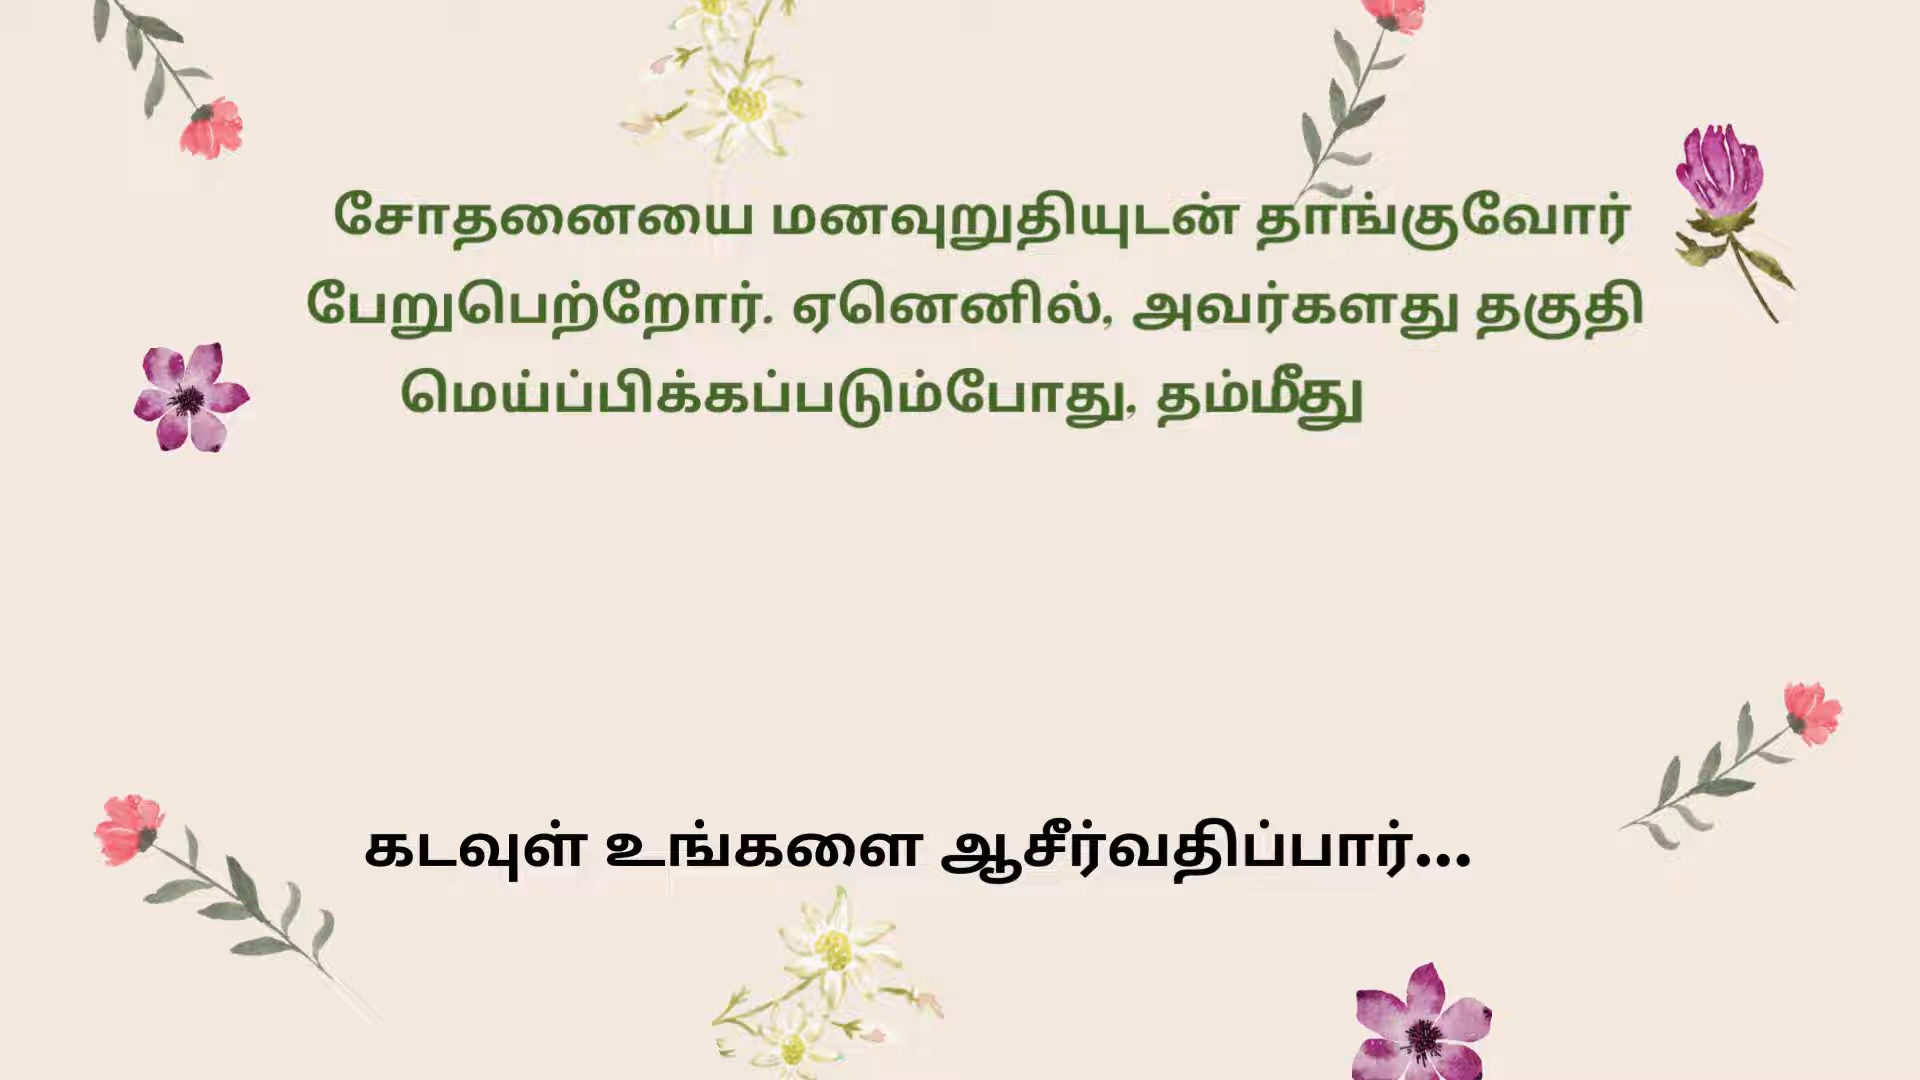 சோதனையை மனவுறுதியுடன் தாங்குவோர்
பேறுபெற்றோர். ஏனெனில், அவர்களது தகுதி
மெய்ப்பிக்கப்படும்போது, தம்மீது
கடவுள் உங்களை ஆசீர்வதிப்பார்...